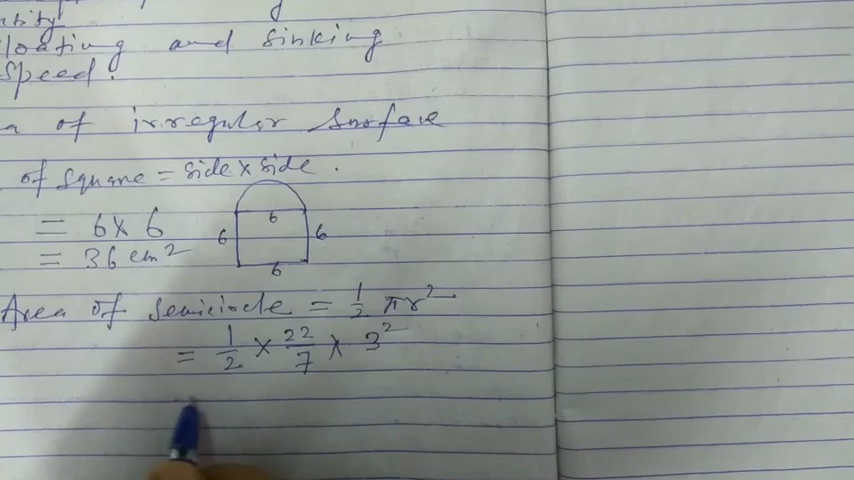 and sinking
Speed.
of irregular Surface
of square = side x side .
= 6 x 6
= 36 cm²
6
6
6
6
Area of semicircle = 1/2 πr²
= 1/2 x 22/7 x 3²